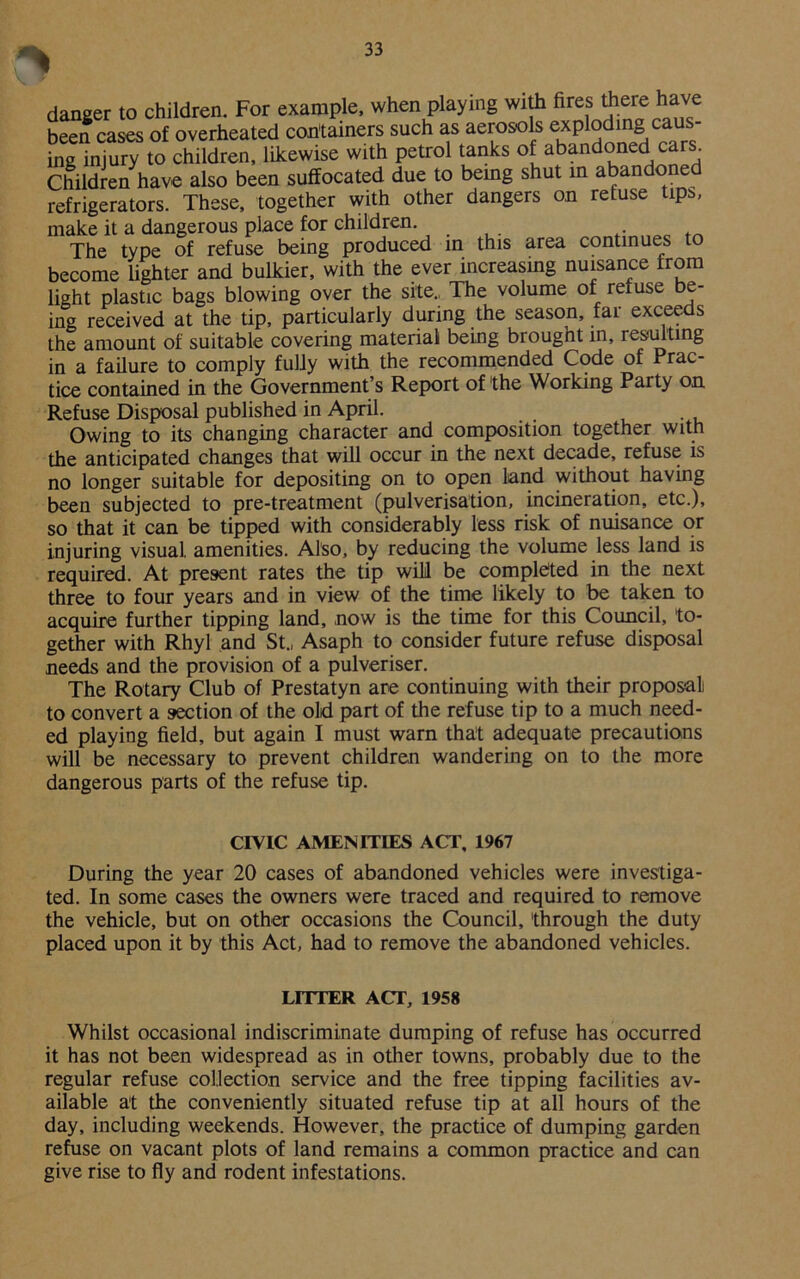 33
danger to children. For example, when playing with fires there have
been cases of overheated containers such as aerosols exploding caus-
ing injury to children, likewise with petrol tanks of abandoned cars.
Children have also been suffocated due to being shut in abandoned
refrigerators. These, together with other dangers on refuse tips,
make it a dangerous place for children.
The type of refuse being produced in this area continues to
become lighter and bulkier, with the ever increasing nuisance from
light plastic bags blowing over the site. The volume of refuse be-
ing received at the tip, particularly during the season, far exceeds
the amount of suitable covering material being brought in, resulting
in a failure to comply fully with the recommended Code of Prac-
tice contained in the Government's Report of the Working Party on
Refuse Disposal published in April.
Owing to its changing character and composition together with
the anticipated changes that will occur in the next decade, refuse is
no longer suitable for depositing on to open land without having
been subjected to pre-treatment (pulverisation, incineration, etc.),
so that it can be tipped with considerably less risk of nuisance or
injuring visual amenities. Also, by reducing the volume less land is
required. At present rates the tip will be completed in the next
three to four years and in view of the time likely to be taken to
acquire further tipping land, now is the time for this Council, to-
gether with Rhyl and St., Asaph to consider future refuse disposal
needs and the provision of a pulveriser.
The Rotary Club of Prestatyn are continuing with their proposal
to convert a section of the old part of the refuse tip to a much need-
ed playing field, but again I must warn that adequate precautions
will be necessary to prevent children wandering on to the more
dangerous parts of the refuse tip.
CIVIC AMENITIES ACT, 1967
During the year 20 cases of abandoned vehicles were investiga-
ted. In some cases the owners were traced and required to remove
the vehicle, but on other occasions the Council, through the duty
placed upon it by this Act, had to remove the abandoned vehicles.
LITTER ACT, 1958
Whilst occasional indiscriminate dumping of refuse has occurred
it has not been widespread as in other towns, probably due to the
regular refuse collection service and the free tipping facilities av-
ailable at the conveniently situated refuse tip at all hours of the
day, including weekends. However, the practice of dumping garden
refuse on vacant plots of land remains a common practice and can
give rise to fly and rodent infestations.